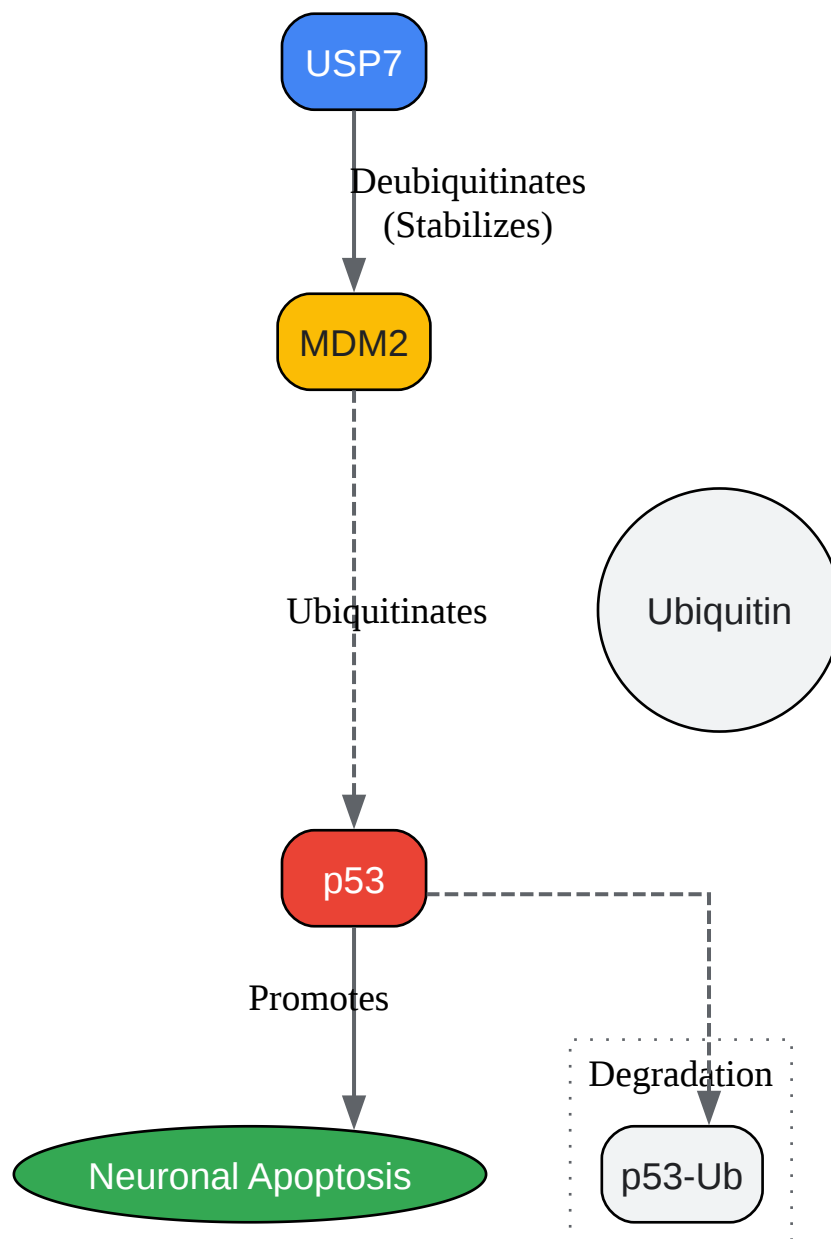 USP7
Deubiquitinates
(Stabilizes)
MDM2
Ubiquitinates
Ubiquitin
p53
Promotes
Degradation
Neuronal Apoptosis
p53-Ub